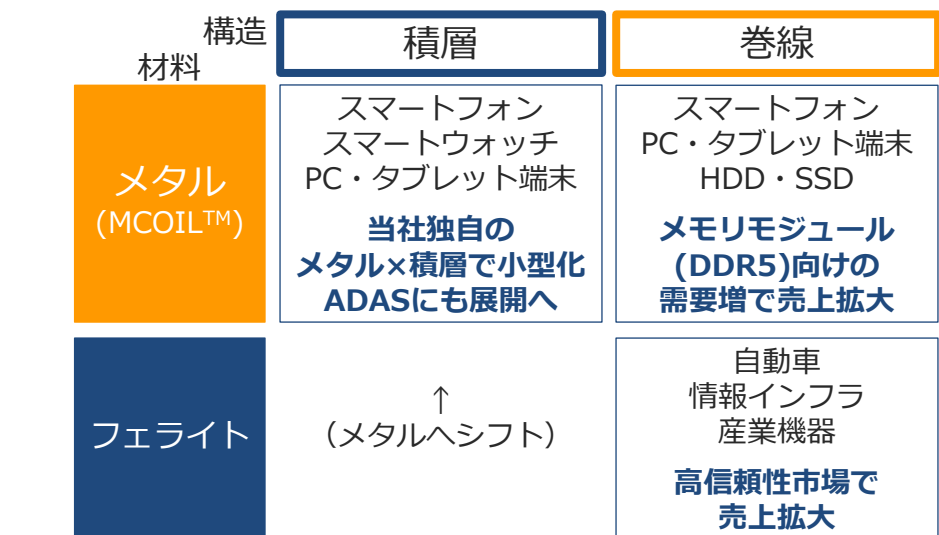 構造
材料
積層
巻線
メタル
(MCOIL™)
スマートフォン
スマートウォッチ
PC・タブレット端末
当社独自の
メタル×積層で小型化
ADASにも展開へ
スマートフォン
PC・タブレット端末
HDD・SSD
メモリモジュール
(DDR5)向けの
需要増で売上拡大
フェライト
↑
（メタルへシフト）
自動車
情報インフラ
産業機器
高信頼性市場で
売上拡大